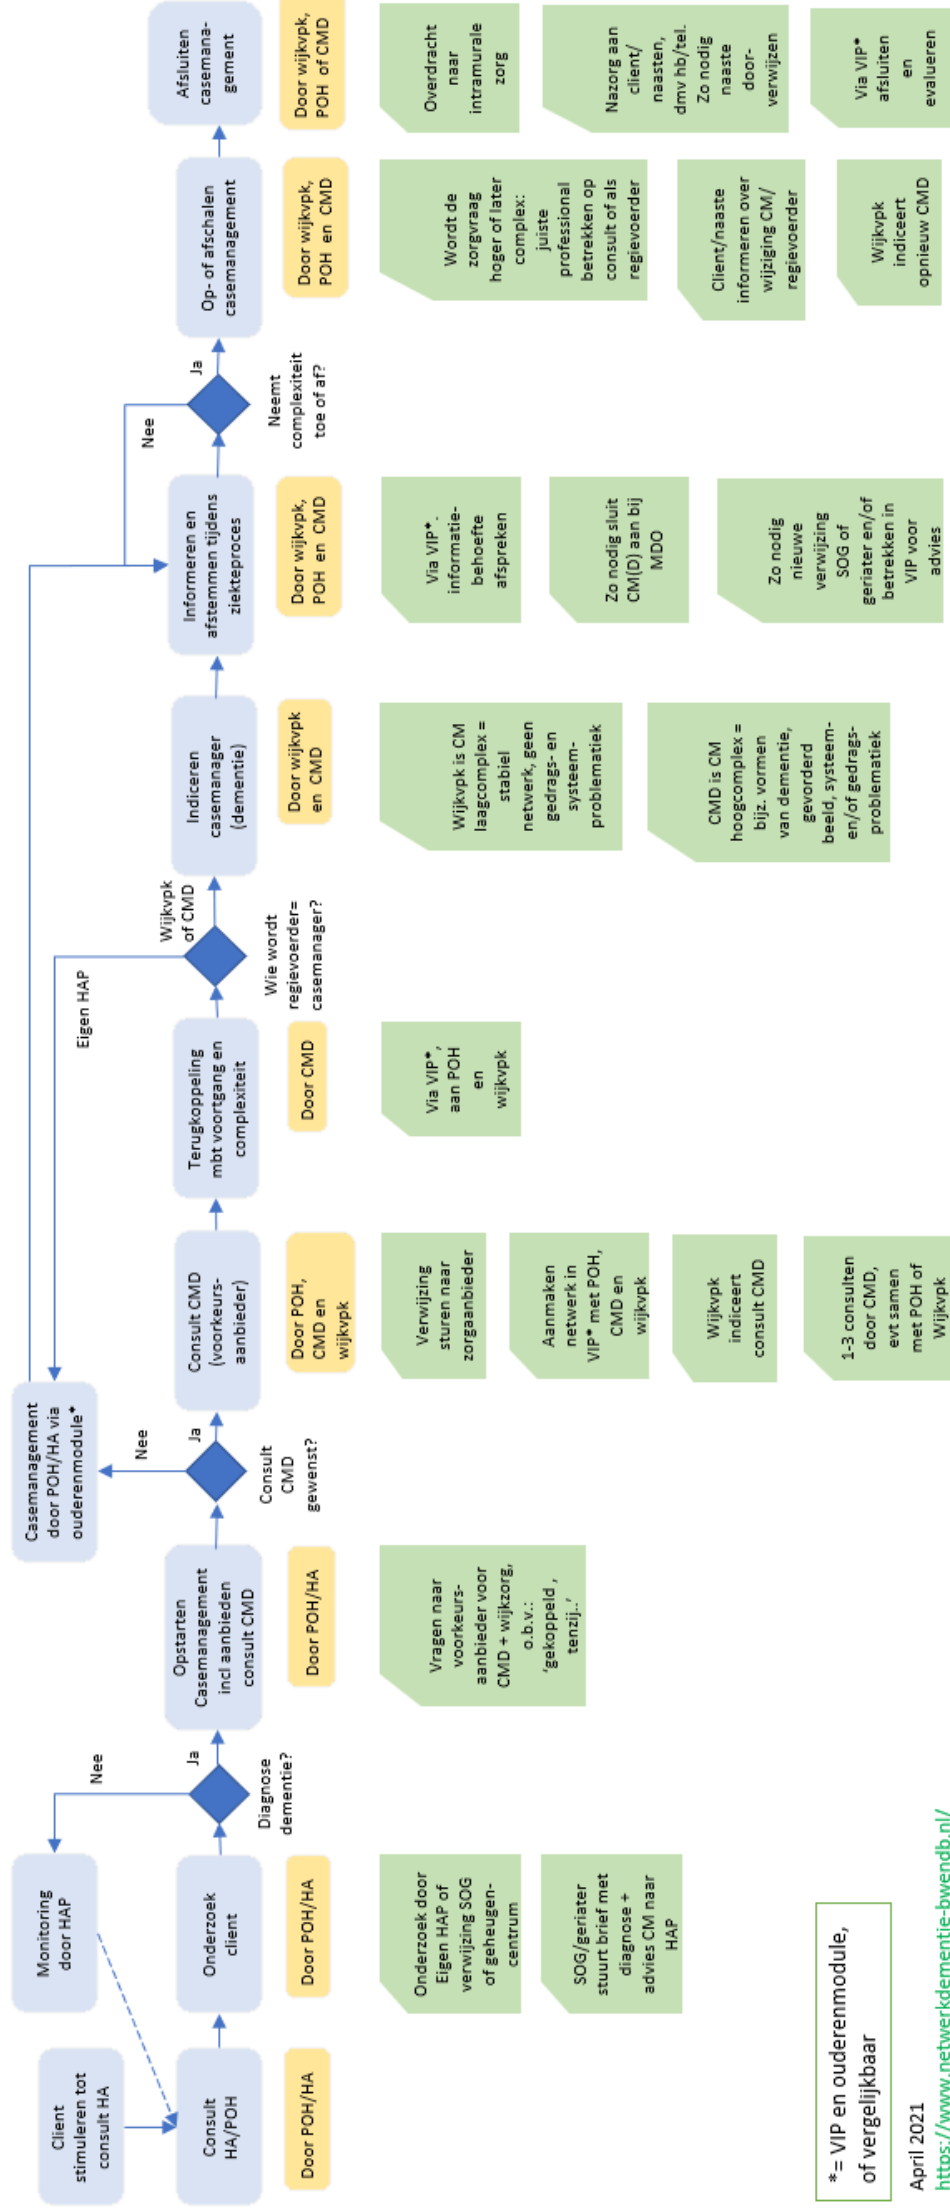 Client
stimuleren tot
consult HA
Monitoring
door HAP
Nee
Casemanagement
door POH/HA via
ouderenmodule*
Nee
Eigen HAP
Nee
Consult
HA/POH
Onderzoek
client
Ja
Opstarten
Casemanagement
incl aanbieden
consult CMD
Ja
Consult CMD
(voorkeurs-
aanbieder)
Terugkoppeling
mbt voortgang en
complexiteit
Wijkvpk
of CMD
Indiceren
casemanager
(dementie)
Informeren en
afstemmen tijdens
ziekteproces
Ja
Op- of afschalen
casemanagement
Afsluiten
casemana-
gement
Door POH/HA
Door POH/HA
Diagnose
dementie?
Door POH/HA
Consult
CMD
gewenst?
Door POH,
CMD en
wijkvpk
Door CMD
Wie wordt
regievoerder=
casemanager?
Door wijkvpk
en CMD
Door wijkvpk,
POH en CMD
Neemt
complexiteit
toe of af?
Door wijkvpk,
POH en CMD
Door wijkvpk,
POH of CMD
Onderzoek door
Eigen HAP of
verwijzing SOG
of geheugen-
centrum
SOG/geriater
stuurt brief met
diagnose +
advies CM naar
HAP
Vragen naar
voorkeurs-
aanbieder voor
CMD + wijkzorg,
o.b.v.:
‘gekoppeld ,
tenzij..’
Verwijzing
sturen naar
zorgaanbieder
Aanmaken
netwerk in
VIP* met POH,
CMD en
wijkvpk
Wijkvpk
indiceert
consult CMD
1-3 consulten
door CMD,
evt samen
met POH of
Wijkvpk
Via VIP*,
aan POH
en
wijkvpk
Wijkvpk is CM
laagcomplex =
stabiel
netwerk, geen
gedrags- en
systeem-
problematiek
CMD is CM
hoogcomplex =
bijz. vormen
van dementie,
gevorderd
beeld, systeem-
en/of gedrags-
problematiek
Via VIP*.
informatie-
behoefte
afspreken
Zo nodig sluit
CM(D) aan bij
MDO
Zo nodig
nieuwe
verwijzing
SOG of
geriater en/of
betrekken in
VIP voor
advies
Wordt de
zorgvraag
hoger of later
complex:
juiste
professional
betrekken op
consult of als
regievoerder
Client/naaste
informeren over
wijziging CM/
regievoerder
Wijkvpk
indiceert
opnieuw CMD
Overdracht
naar
intramurale
zorg
Nazorg aan
client/
naasten,
dmv hb/tel.
Zo nodig
naaste
door-
verwijzen
Via VIP*
afsluiten
en
evalueren
*= VIP en ouderenmodule,
of vergelijkbaar
April 2021
https://www.netwerkdementie-bwendb.nl/